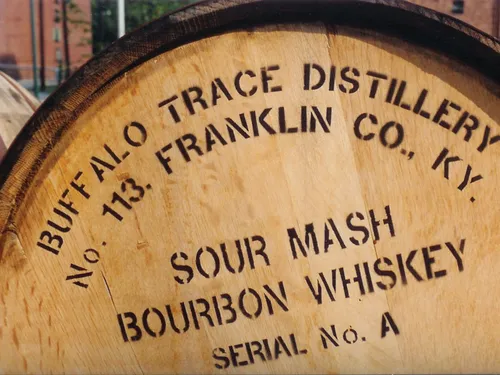 BUFFALO TRACE DISTILLERY
No. 113. FRANKLIN CO., KY.
SOUR MASH
BOURBON WHISKEY
SERIAL No. A